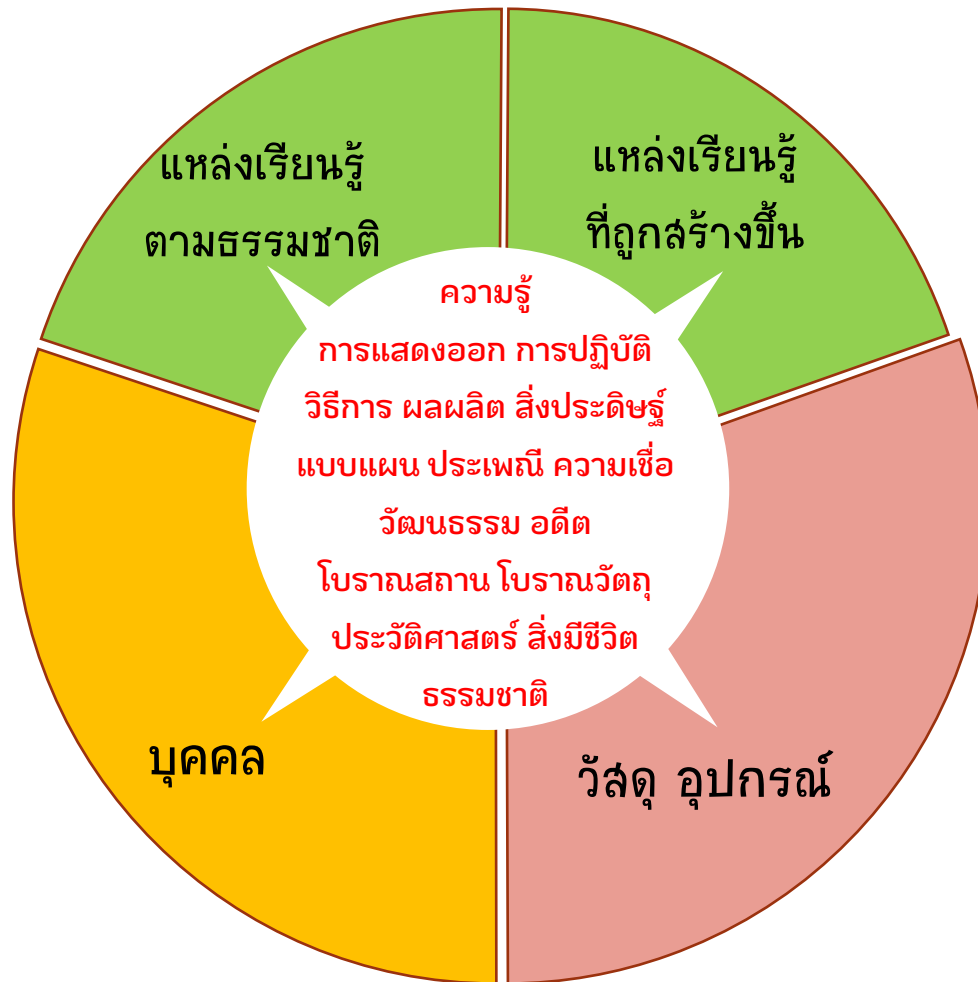 แหล่งเรียนรู้
ตามธรรมชาติ
แหล่งเรียนรู้
ที่ถูกสร้างขึ้น
ความรู้
การแสดงออก การปฏิบัติ
วิธีการ ผลผลิต สิ่งประดิษฐ์
แบบแผน ประเพณี ความเชื่อ
วัฒนธรรม อดีต
โบราณสถาน โบราณวัตถุ
ประวัติศาสตร์ สิ่งมีชีวิต
ธรรมชาติ
บุคคล
วัสดุ อุปกรณ์